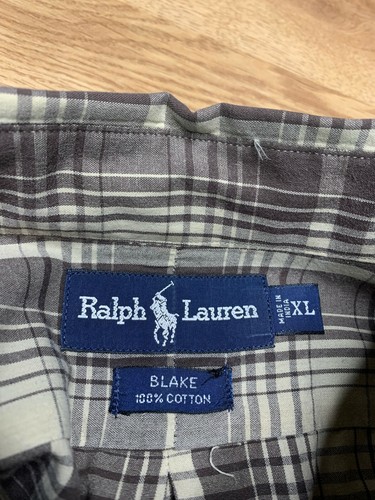 Ralph Lauren
MADE IN
INDIA
XL
BLAKE
100% COTTON